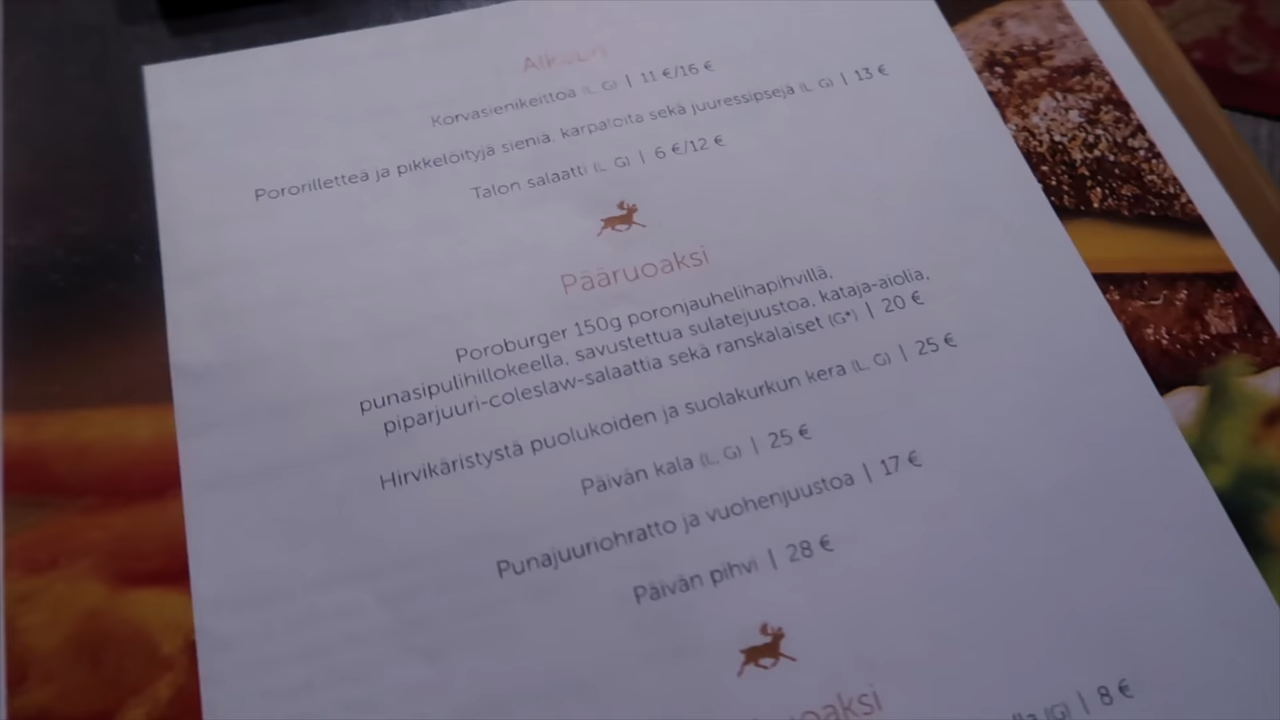 Alkuun
Korvasienikeittoa (L, G) | 11 €/16 €
Pororilletteä ja pikkelöityjä sieniä, karpaloita sekä juuressipsejä (L, G) | 13 €
Talon salaatti (L, G) | 6 €/12 €
Pääruoaksi
Poroburger 150g poronjauhelihapihvillä,
punasipulihillokkeella, savustettua sulatejuustoa, kataja-aiolia,
piparjuuri-coleslaw-salaattia sekä ranskalaiset (G*) | 20 €
Hirvikäristystä puolukoiden ja suolakurkun kera (L, G) | 25 €
Päivän kala (L, G) | 25 €
Punajuuriohratto ja vuohenjuustoa | 17 €
Päivän pihvi | 28 €
(G) | 8 €